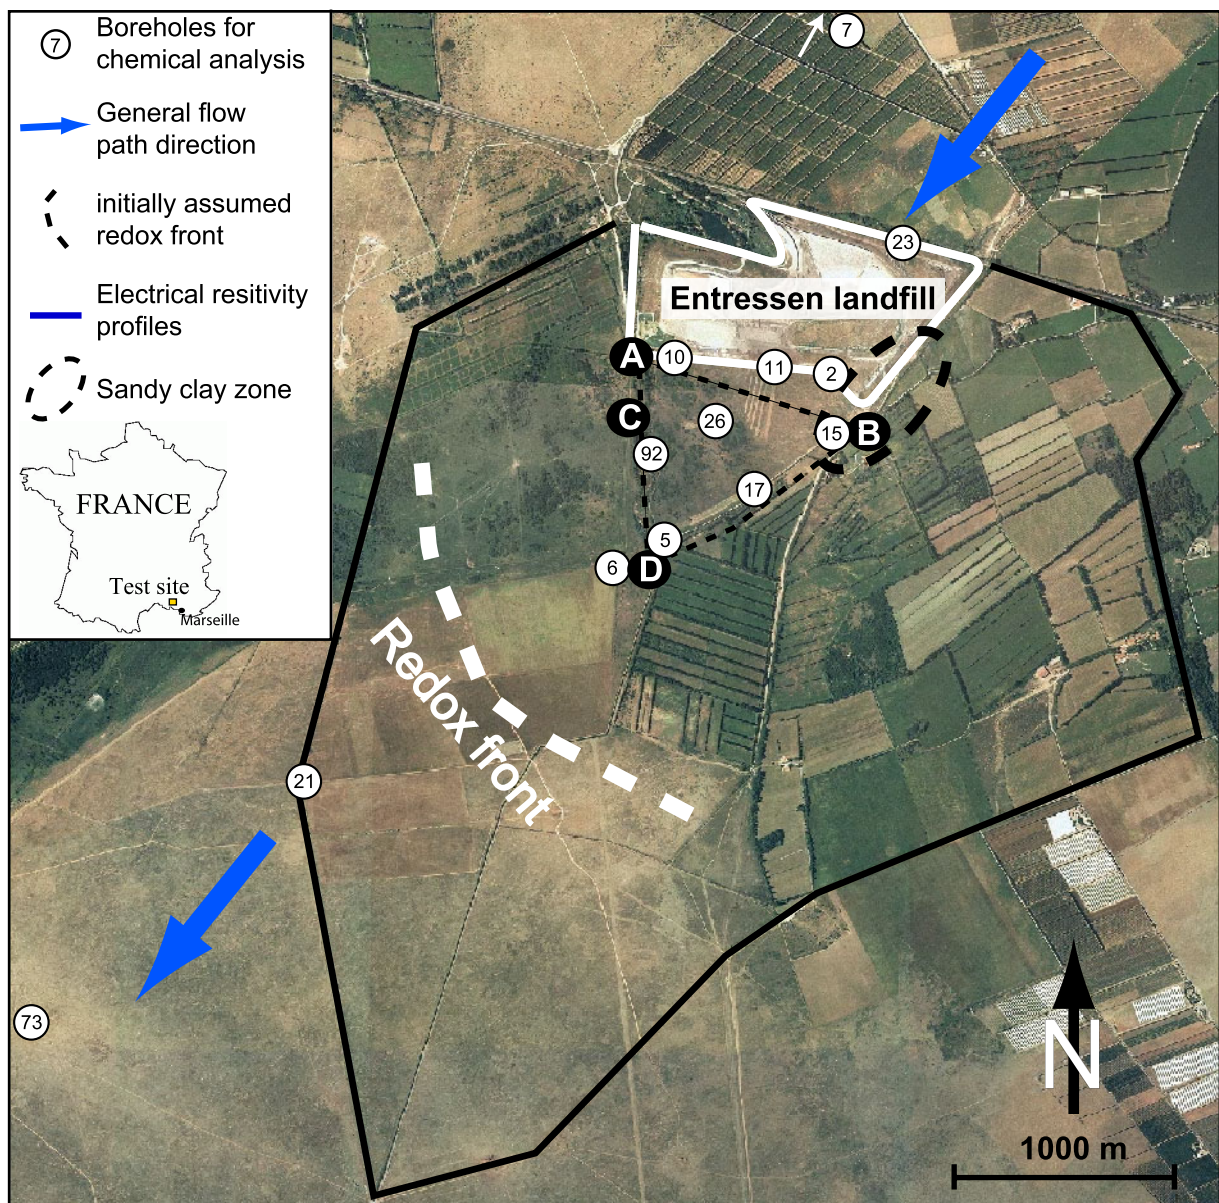 7
Boreholes for
chemical analysis
General flow
path direction
initially assumed
redox front
Electrical resitivity
profiles
Sandy clay zone
FRANCE
Test site
Marseille
7
23
Entressen landfill
A
10
11
2
C
26
15
B
92
17
5
6
D
Redox front
21
73
N
1000 m